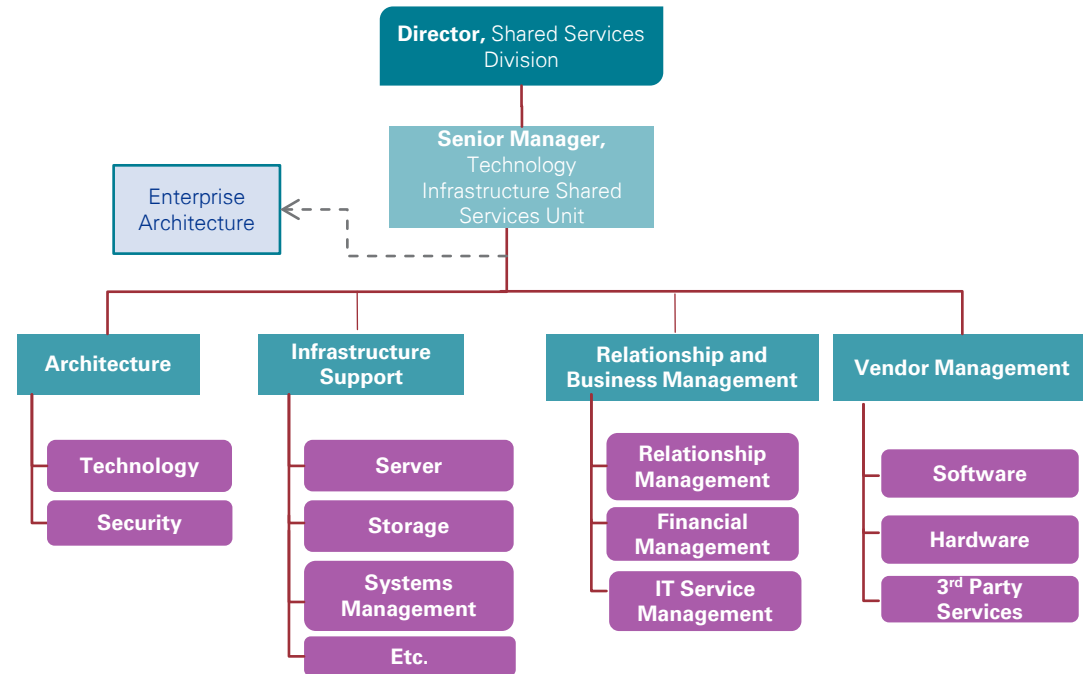 Director, Shared Services
Division
Senior Manager,
Technology
Infrastructure Shared
Services Unit
Enterprise
Architecture
Architecture
Technology
Security
Infrastructure
Support
Server
Storage
Systems
Management
Etc.
Relationship and
Business Management
Relationship
Management
Financial
Management
IT Service
Management
Vendor Management
Software
Hardware
3rd Party
Services